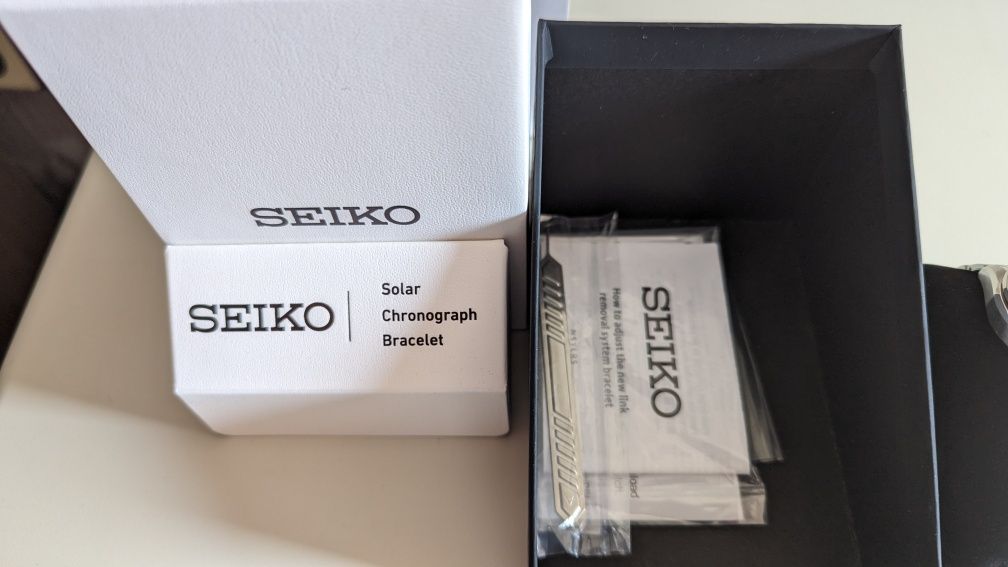 SEIKO
SEIKO
Solar
Chronograph
Bracelet
SEIKO
How to adjust the new link
removal system bracelet